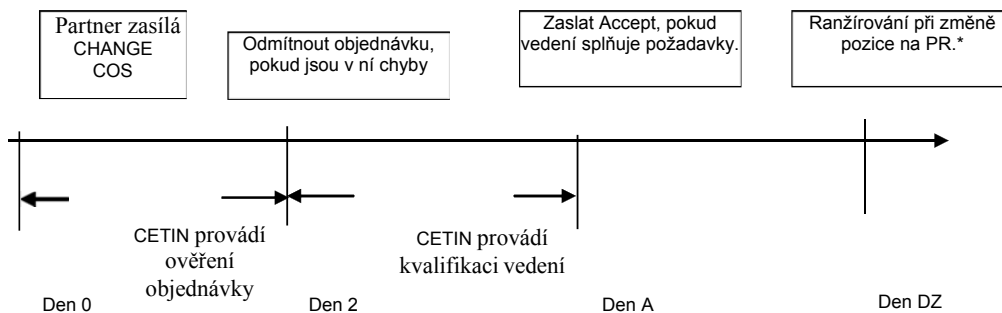 Partner zasílá
CHANGE
COS
Odmítnout objednávku,
pokud jsou v ní chyby
Zaslat Accept, pokud
vedení splňuje požadavky.
Ranžírování při změně
pozice na PR.*
CETIN provádí
ověření
objednávky
CETIN provádí
kvalifikaci vedení
Den 0
Den 2
Den A
Den DZ